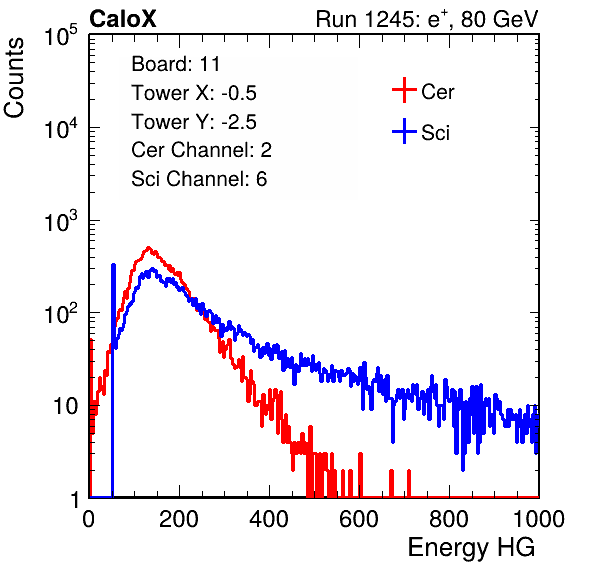 CaloX Run 1245: e⁺, 80 GeV
Counts
10⁵
10⁴
10³
10²
10
1
Board: 11
Tower X: -0.5
Tower Y: -2.5
Cer Channel: 2
Sci Channel: 6
Cer
Sci
0 200 400 600 800 1000
Energy HG